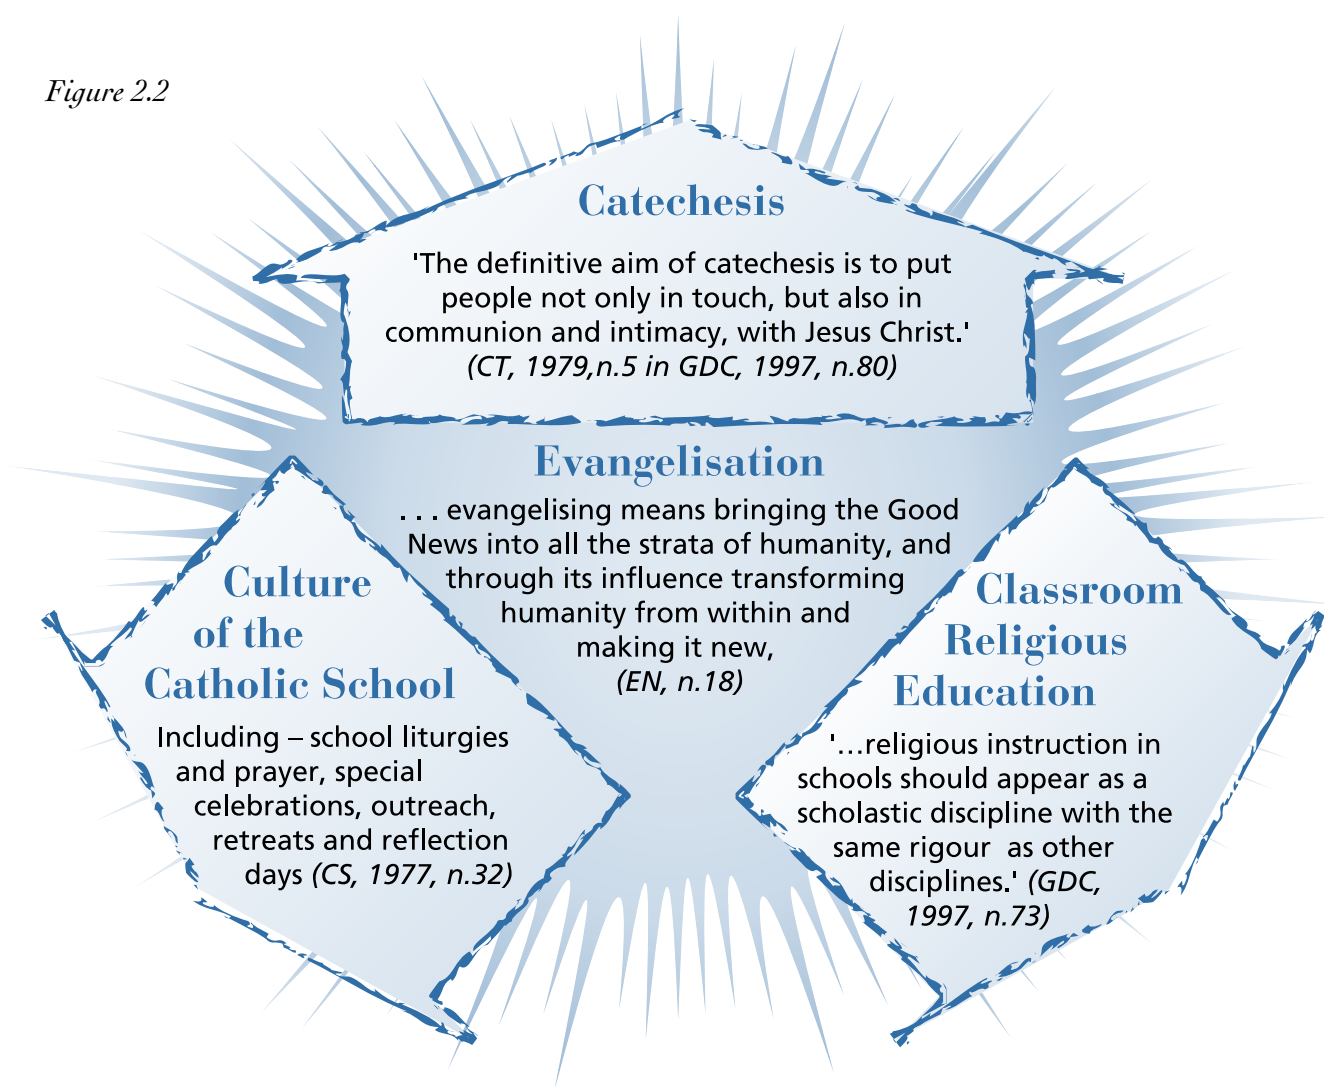 Figure 2.2
Catechesis
'The definitive aim of catechesis is to put
people not only in touch, but also in
communion and intimacy, with Jesus Christ.'
(CT, 1979,n.5 in GDC, 1997, n.80)
Evangelisation
. . . evangelising means bringing the Good
News into all the strata of humanity, and
through its influence transforming
humanity from within and
making it new,
(EN, n.18)
Culture
of the
Catholic School
Including – school liturgies
and prayer, special
celebrations, outreach,
retreats and reflection
days (CS, 1977, n.32)
Classroom
Religious
Education
'...religious instruction in
schools should appear as a
scholastic discipline with the
same rigour as other
disciplines.' (GDC,
1997, n.73)